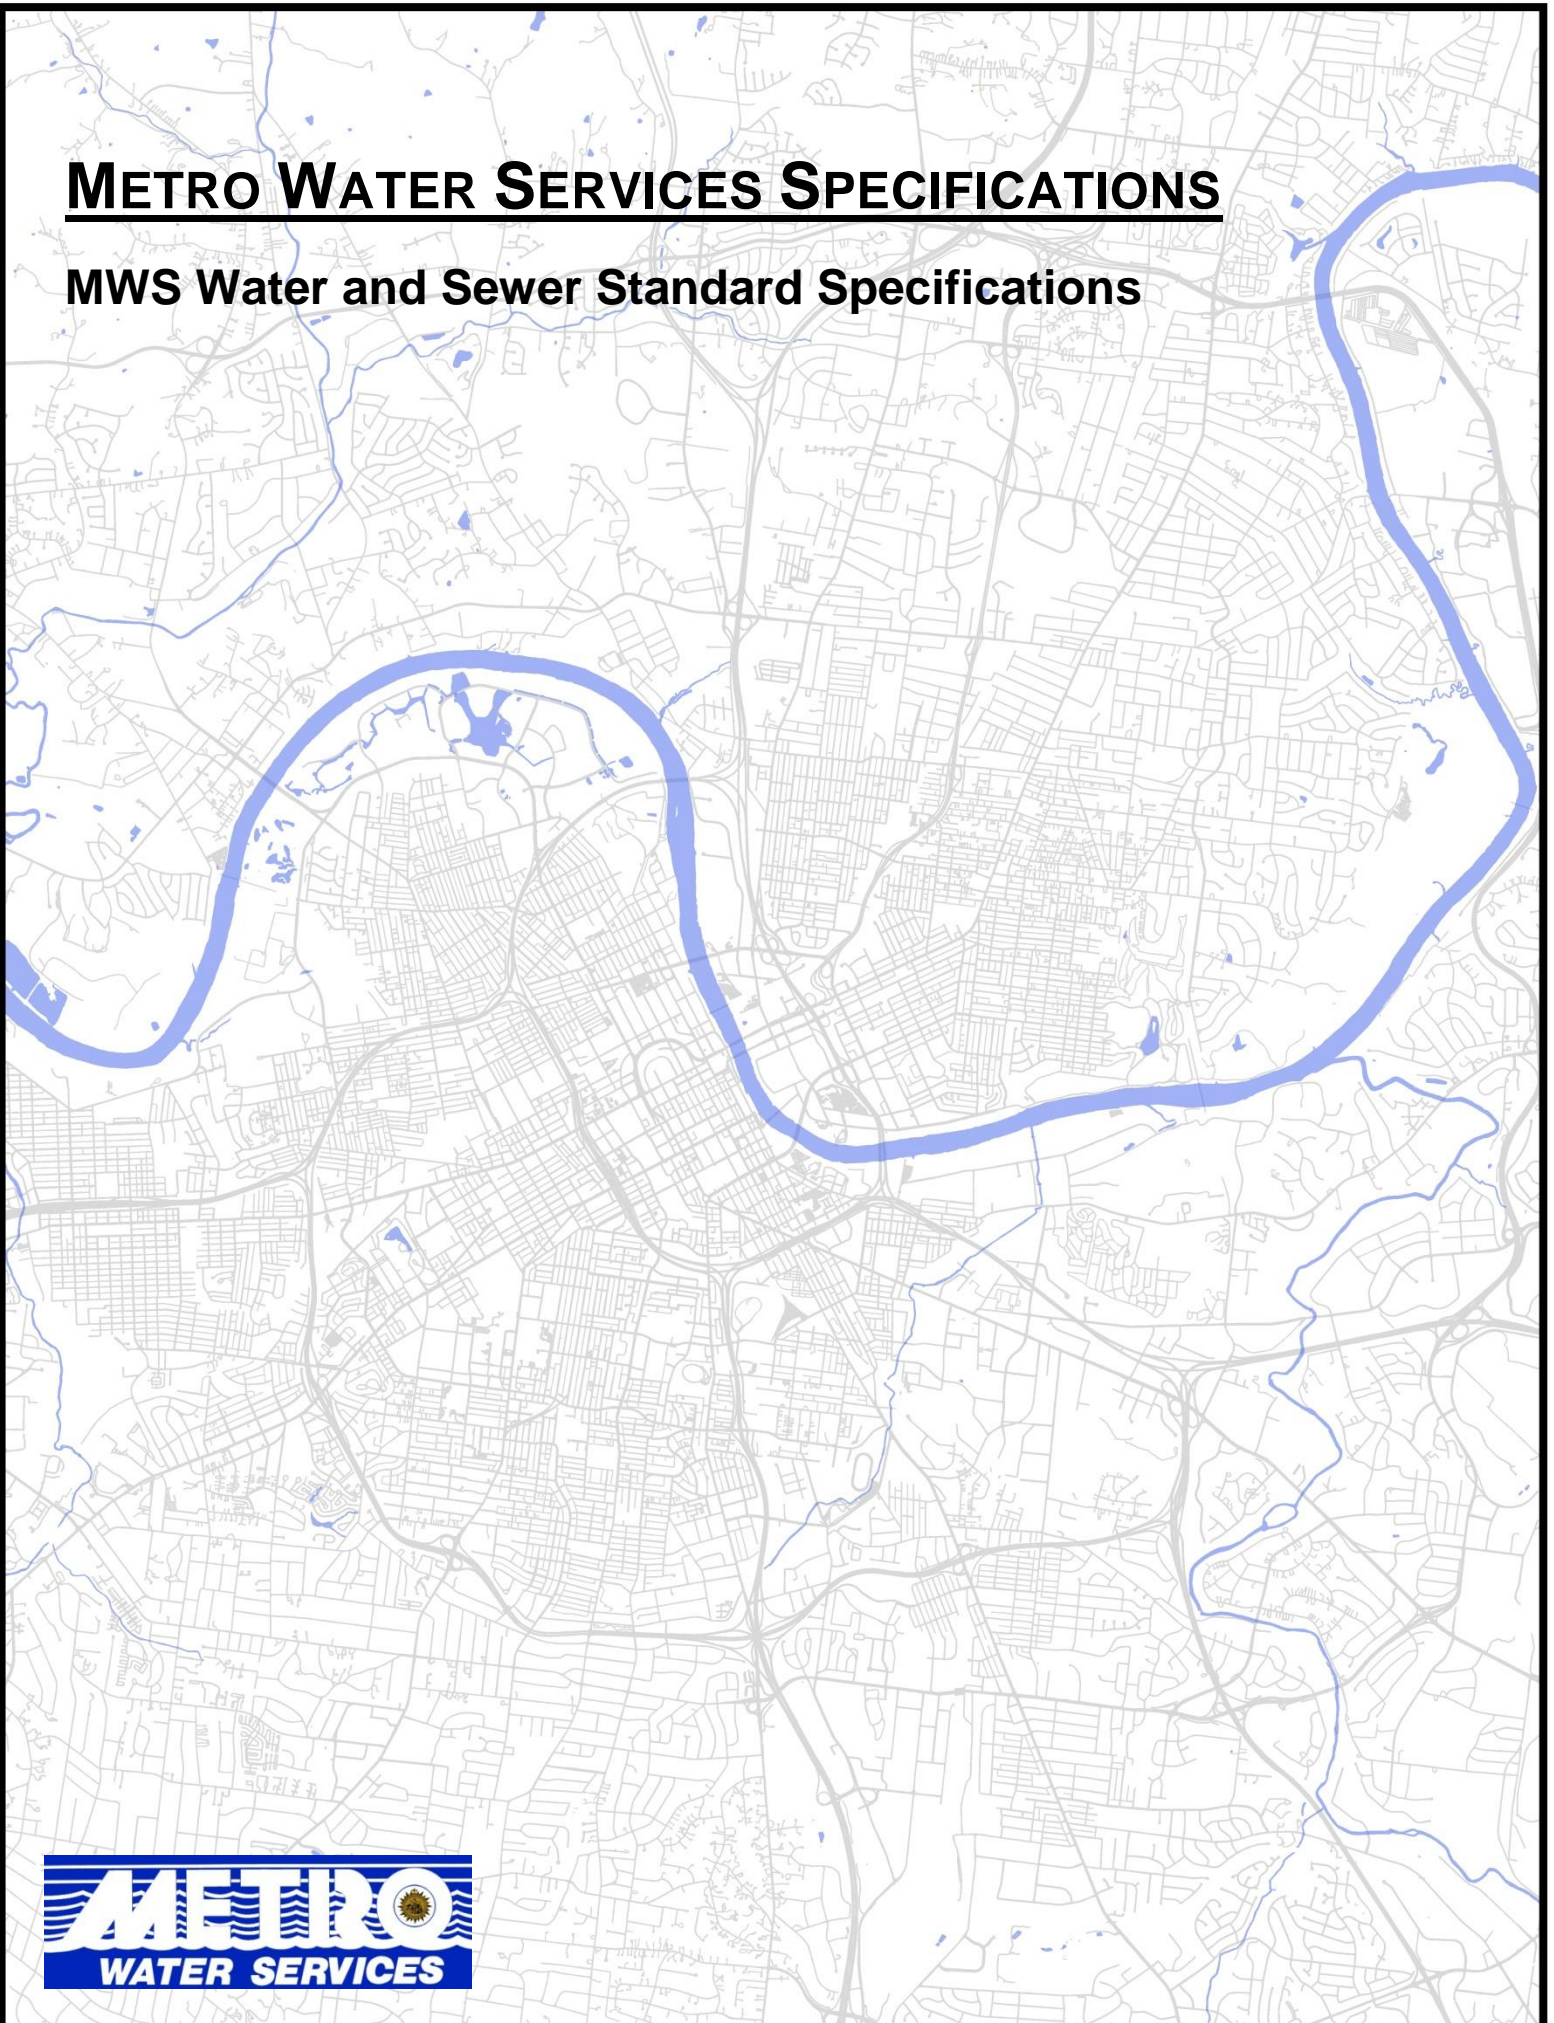 METRO WATER SERVICES SPECIFICATIONS
MWS Water and Sewer Standard Specifications
METRO
WATER SERVICES